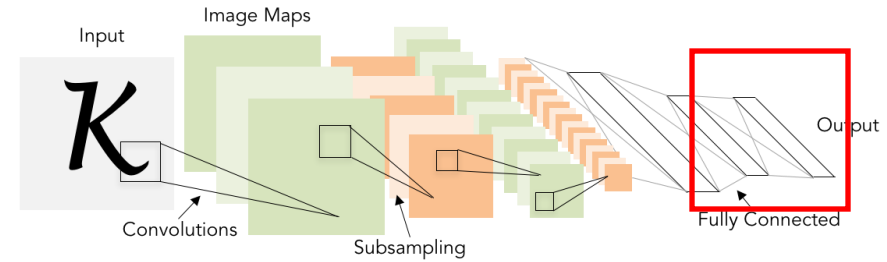 Image Maps
Input
K
Output
Fully Connected
Convolutions
Subsampling